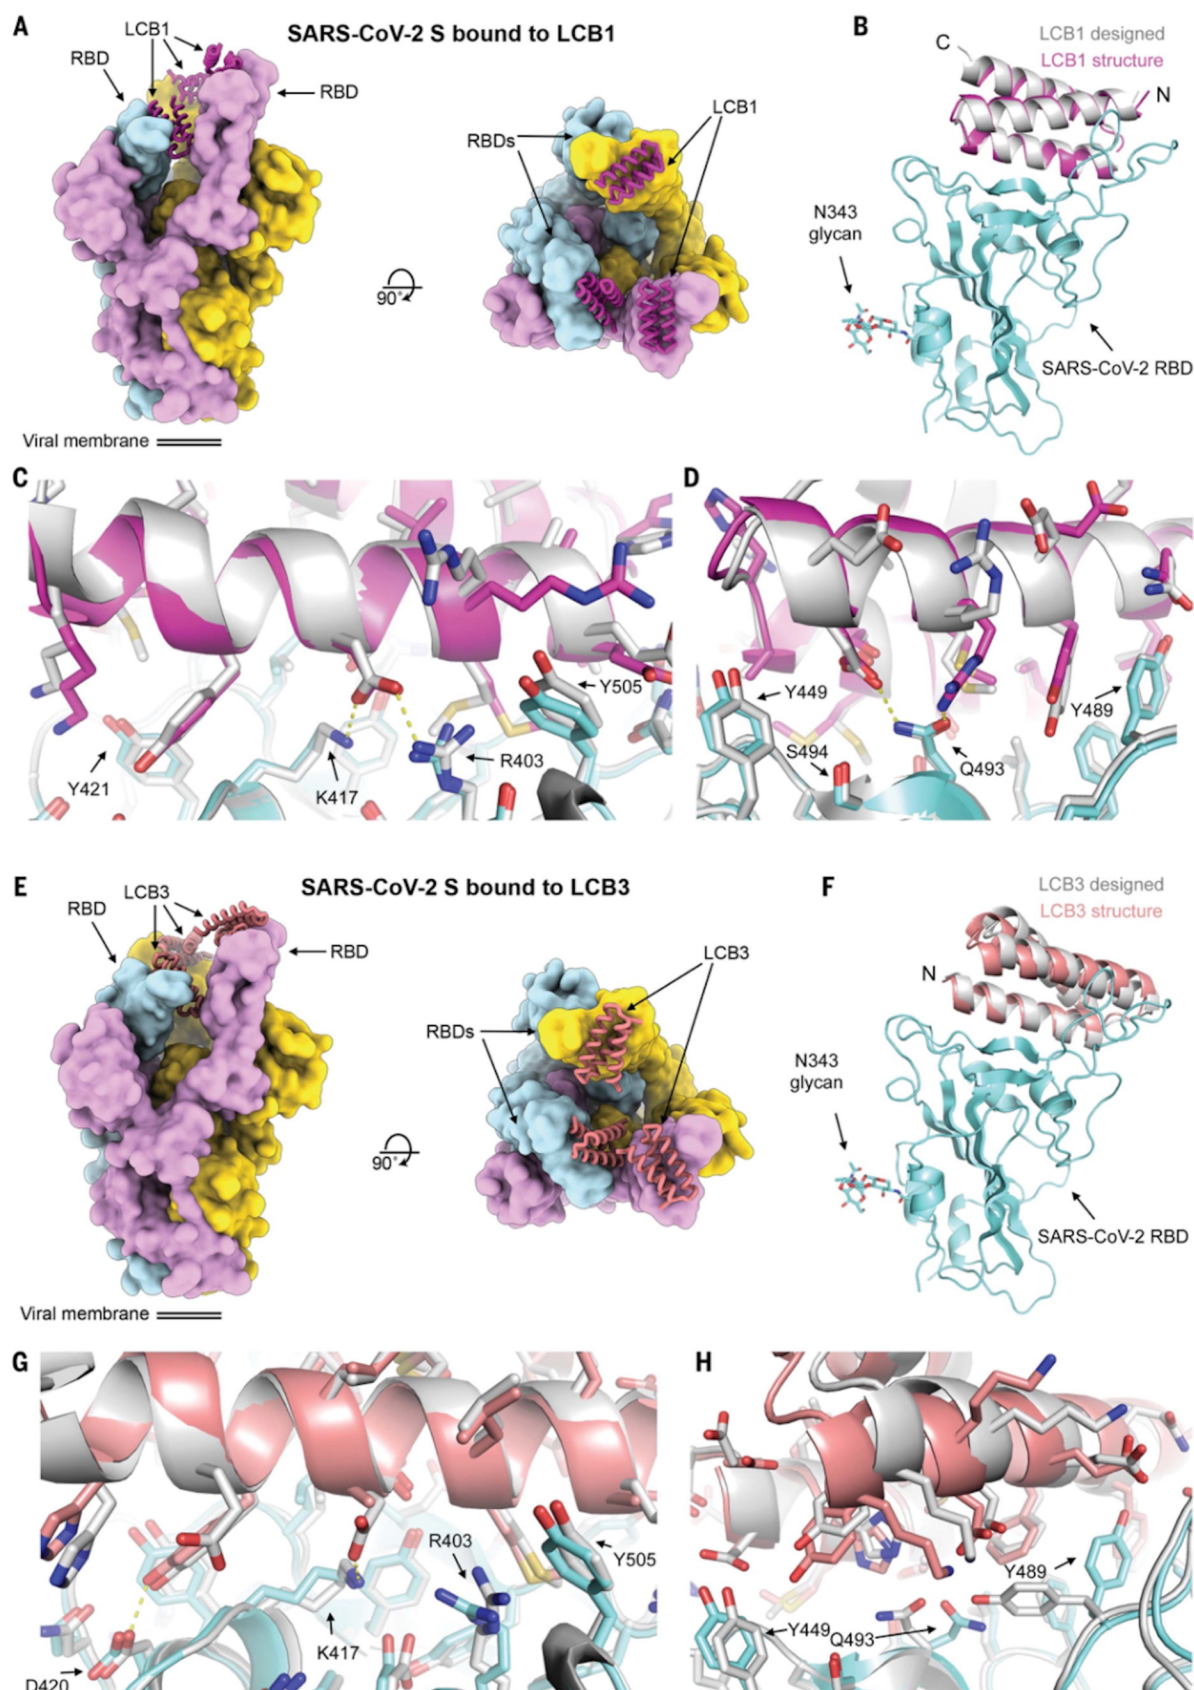 A
SARS-CoV-2 S bound to LCB1
LCB1
RBD
RBD
RBDs
LCB1
90°
Viral membrane
B
LCB1 designed
LCB1 structure
C
N
N343
glycan
SARS-CoV-2 RBD
C
Y421
K417
R403
Y505
D
Y449
S494
Q493
Y489
E
SARS-CoV-2 S bound to LCB3
LCB3
RBD
RBD
RBDs
LCB3
90°
Viral membrane
F
LCB3 designed
LCB3 structure
N
N343
glycan
SARS-CoV-2 RBD
G
D420
K417
R403
Y505
H
Y449
Q493
Y489